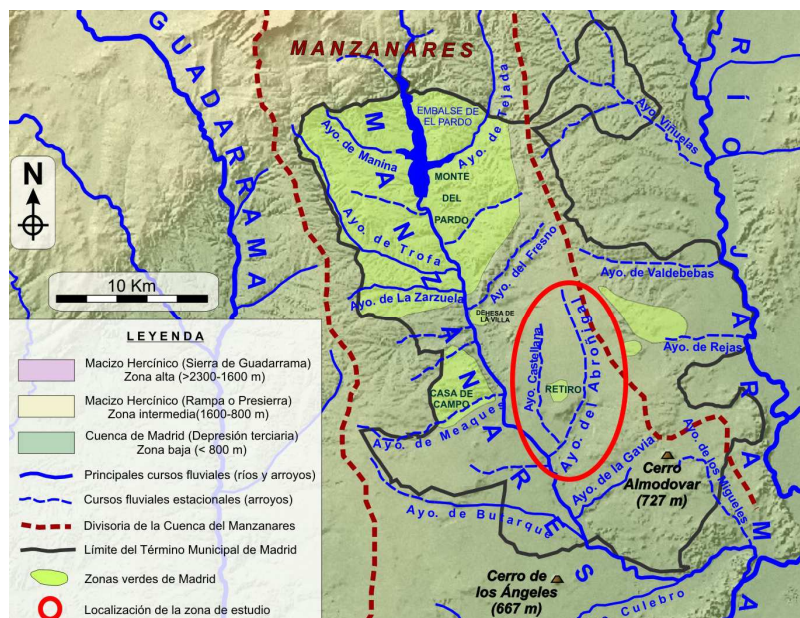 GUADARRAMA
MANZANARES
RÍO JARAMA
MANZANARES
EMBALSE DE
EL PARDO
Ayo. de Tejada
Ayo. Viñuelas
Ayo. de Manina
MONTE
DEL
PARDO
N
Ayo. de Trofa
Ayo. del Fresno
Ayo. de Valdebebas
10 Km
Ayo. de La Zarzuela
DEHESA DE
LA VILLA
Ayo. de Rejas
Ayo. Castellana
Ayo. del Abroñigal
RETIRO
CASA DE
CAMPO
Ayo. de Meaques
Ayo. de la Gavia
Ayo. de los Migueles
Cerro
Almodovar
(727 m)
Ayo. de Butarque
Cerro de
los Ángeles
(667 m)
Culebro
LEYENDA
Macizo Hercínico (Sierra de Guadarrama)
Zona alta (>2300-1600 m)
Macizo Hercínico (Rampa o Presierra)
Zona intermedia(1600-800 m)
Cuenca de Madrid (Depresión terciaria)
Zona baja (< 800 m)
Principales cursos fluviales (ríos y arroyos)
Cursos fluviales estacionales (arroyos)
Divisoria de la Cuenca del Manzanares
Límite del Término Municipal de Madrid
Zonas verdes de Madrid
Localización de la zona de estudio